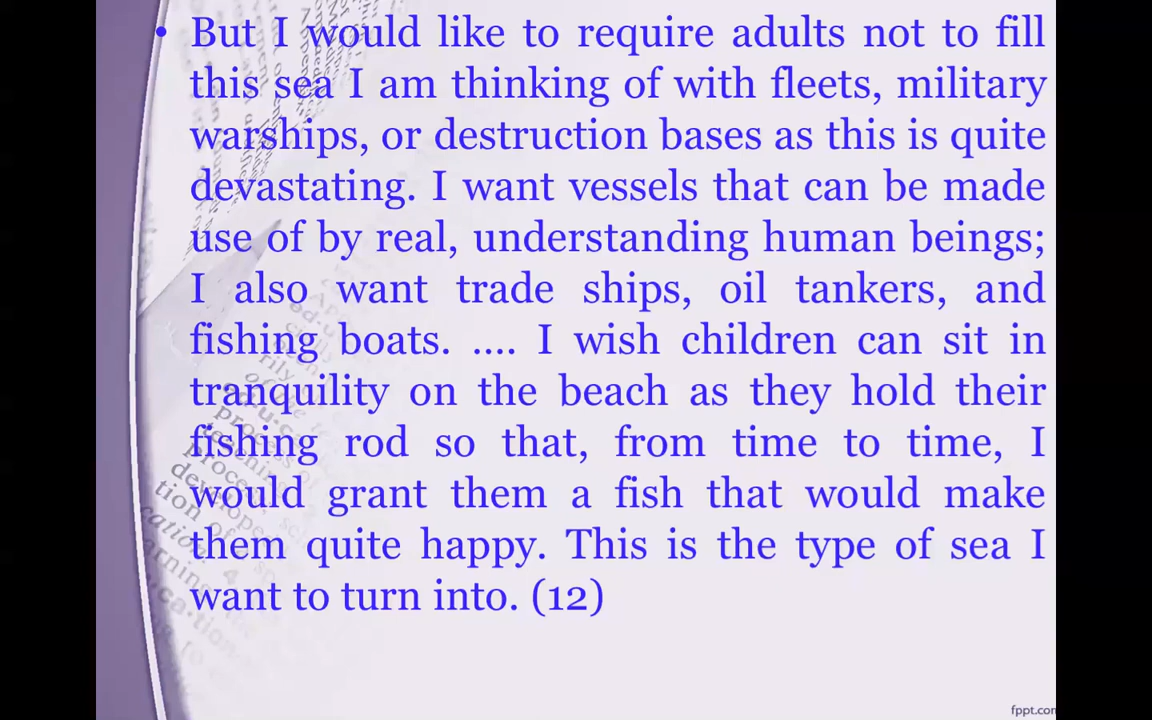 • But I would like to require adults not to fill
this sea I am thinking of with fleets, military
warships, or destruction bases as this is quite
devastating. I want vessels that can be made
use of by real, understanding human beings;
I also want trade ships, oil tankers, and
fishing boats. .... I wish children can sit in
tranquility on the beach as they hold their
fishing rod so that, from time to time, I
would grant them a fish that would make
them quite happy. This is the type of sea I
want to turn into. (12)
fppt.com